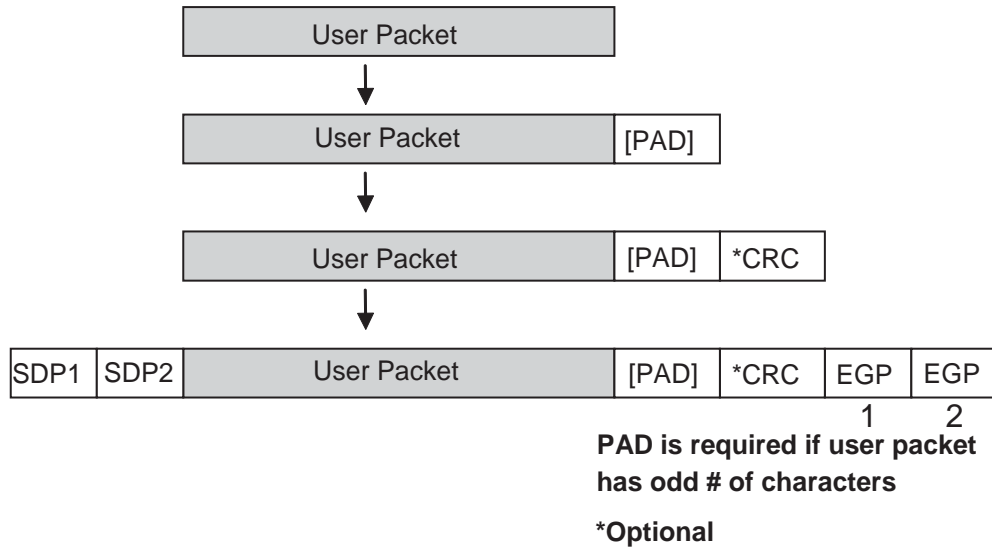 User Packet
User Packet [PAD]
User Packet [PAD] *CRC
SDP1 SDP2 User Packet [PAD] *CRC EGP EGP
1 2
PAD is required if user packet
has odd # of characters
*Optional